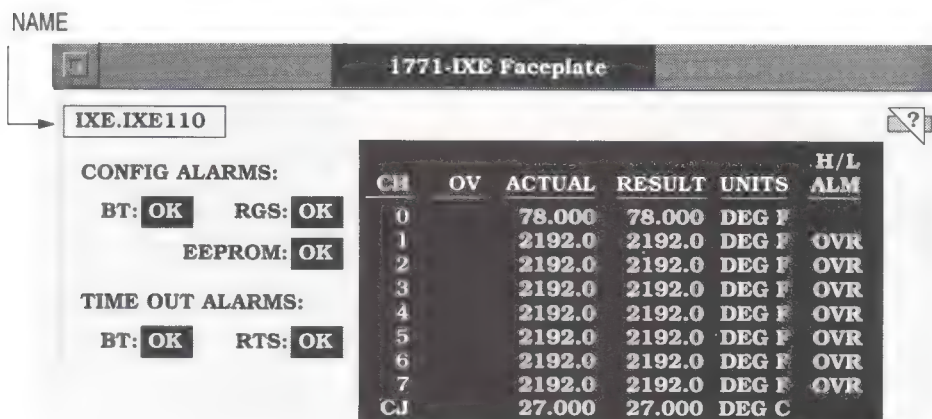 NAME
1771-IXE Faceplate
IXE.IXE110
?
CONFIG ALARMS:
BT: OK RGS: OK
EEPROM: OK
TIME OUT ALARMS:
BT: OK RTS: OK
H/L
CH OV ACTUAL RESULT UNITS ALM
0 78.000 78.000 DEG F
1 2192.0 2192.0 DEG F OVR
2 2192.0 2192.0 DEG F OVR
3 2192.0 2192.0 DEG F OVR
4 2192.0 2192.0 DEG F OVR
5 2192.0 2192.0 DEG F OVR
6 2192.0 2192.0 DEG F OVR
7 2192.0 2192.0 DEG F OVR
CJ 27.000 27.000 DEG C